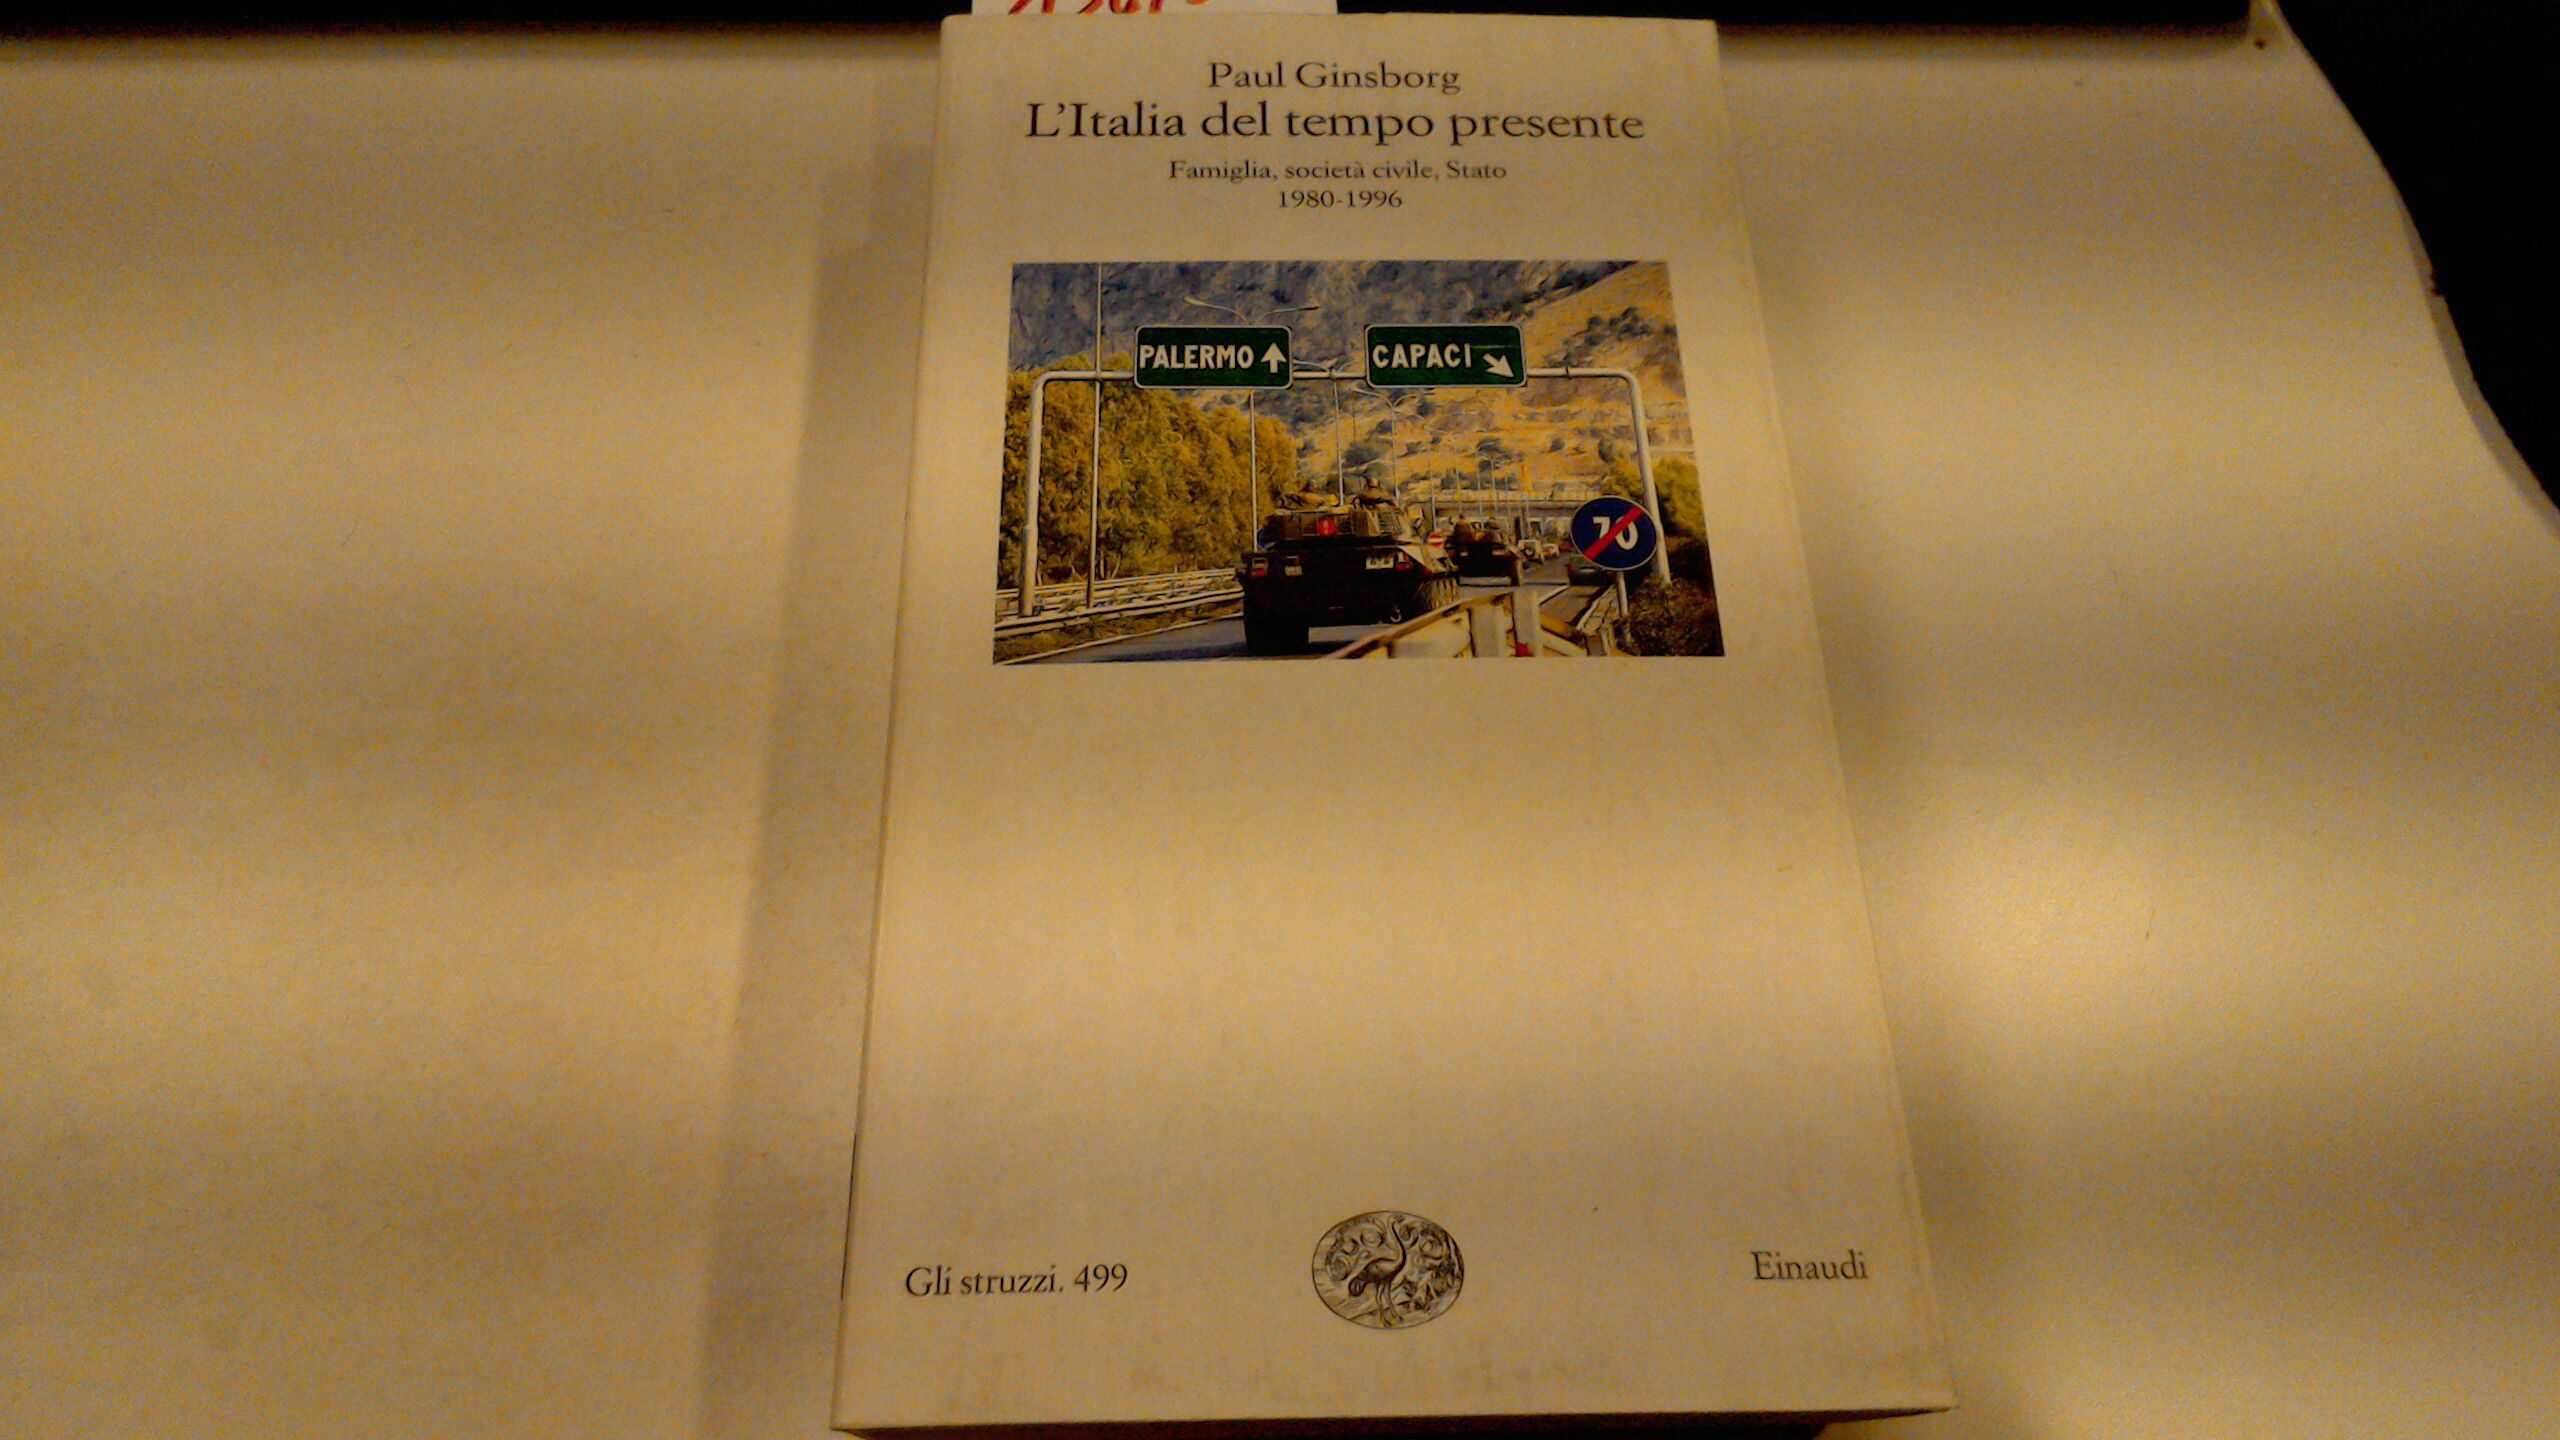 Paul Ginsborg
L'Italia del tempo presente
Famiglia, società civile, Stato
1980-1996
PALERMO
CAPACI
70
Gli struzzi. 499
Einaudi